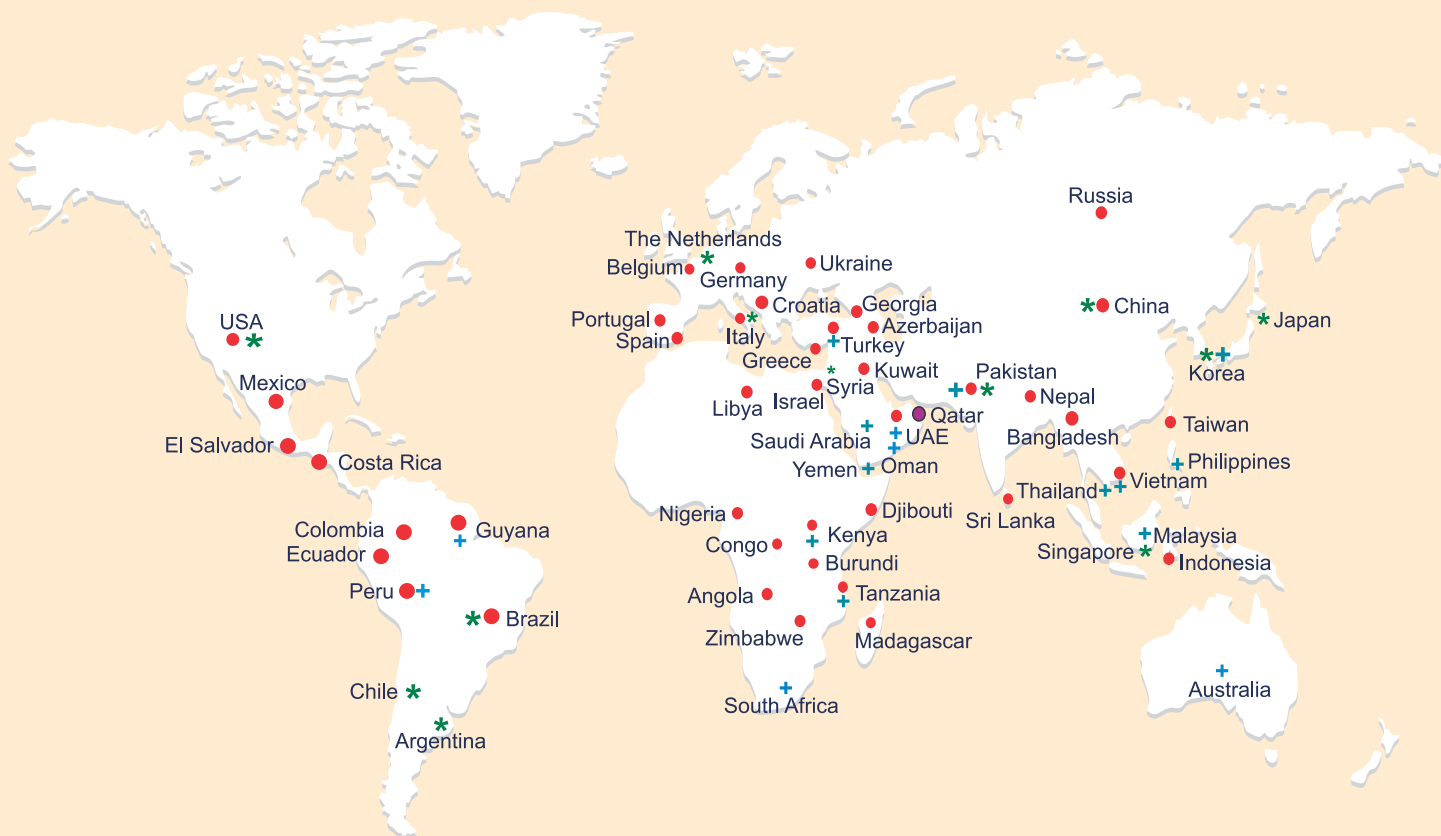 Russia
The Netherlands
Belgium
Germany
Ukraine
Croatia
Georgia
China
Portugal
Italy
Azerbaijan
Japan
USA
Spain
Turkey
Greece
Korea
Kuwait
Pakistan
Mexico
Syria
Israel
Nepal
Libya
Qatar
Taiwan
Saudi Arabia
UAE
Bangladesh
El Salvador
Costa Rica
Yemen
Oman
Philippines
Vietnam
Thailand
Nigeria
Djibouti
Sri Lanka
Colombia
Guyana
Kenya
Malaysia
Congo
Singapore
Ecuador
Burundi
Indonesia
Peru
Angola
Tanzania
Brazil
Zimbabwe
Madagascar
Chile
South Africa
Australia
Argentina